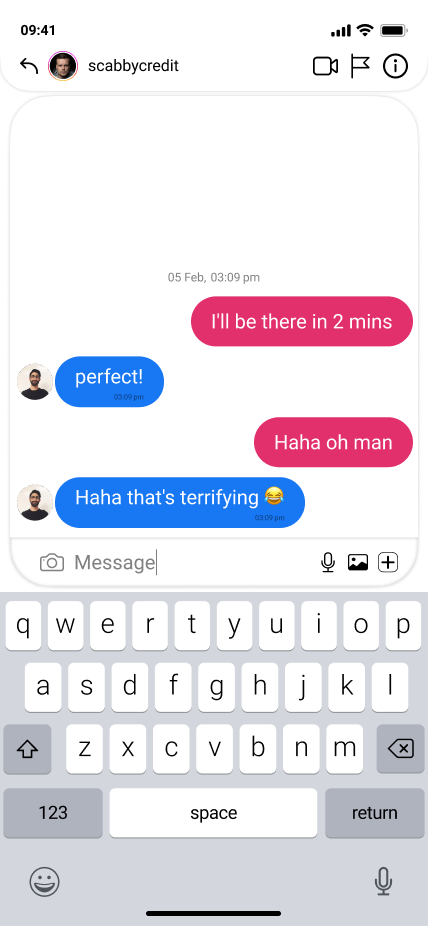 09:41
scabbycredit
05 Feb, 03:09 pm
I'll be there in 2 mins
perfect!
03:09 pm
Haha oh man
Haha that's terrifying 😂
03:09 pm
Message
q w e r t y u i o p
a s d f g h j k l
z x c v b n m
123 space return